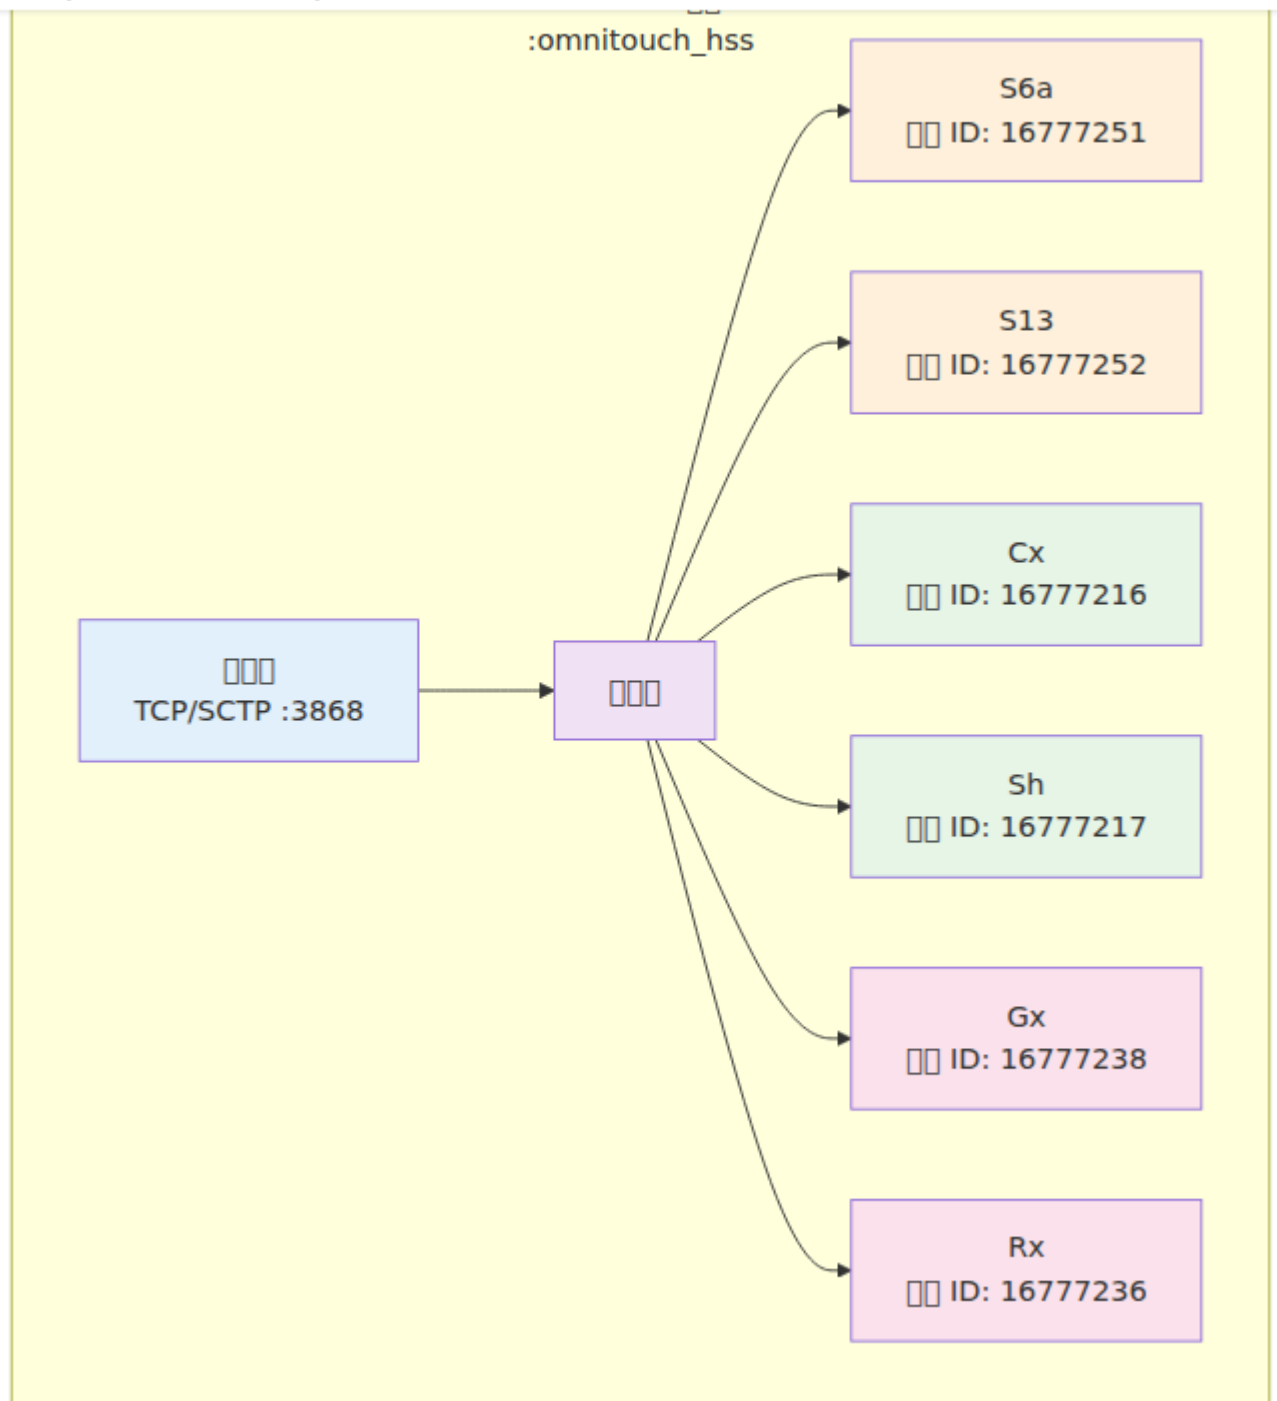 :omnitouch_hss
S6a
ID: 16777251
S13
ID: 16777252
Cx
ID: 16777216
TCP/SCTP :3868
Sh
ID: 16777217
Gx
ID: 16777238
Rx
ID: 16777236